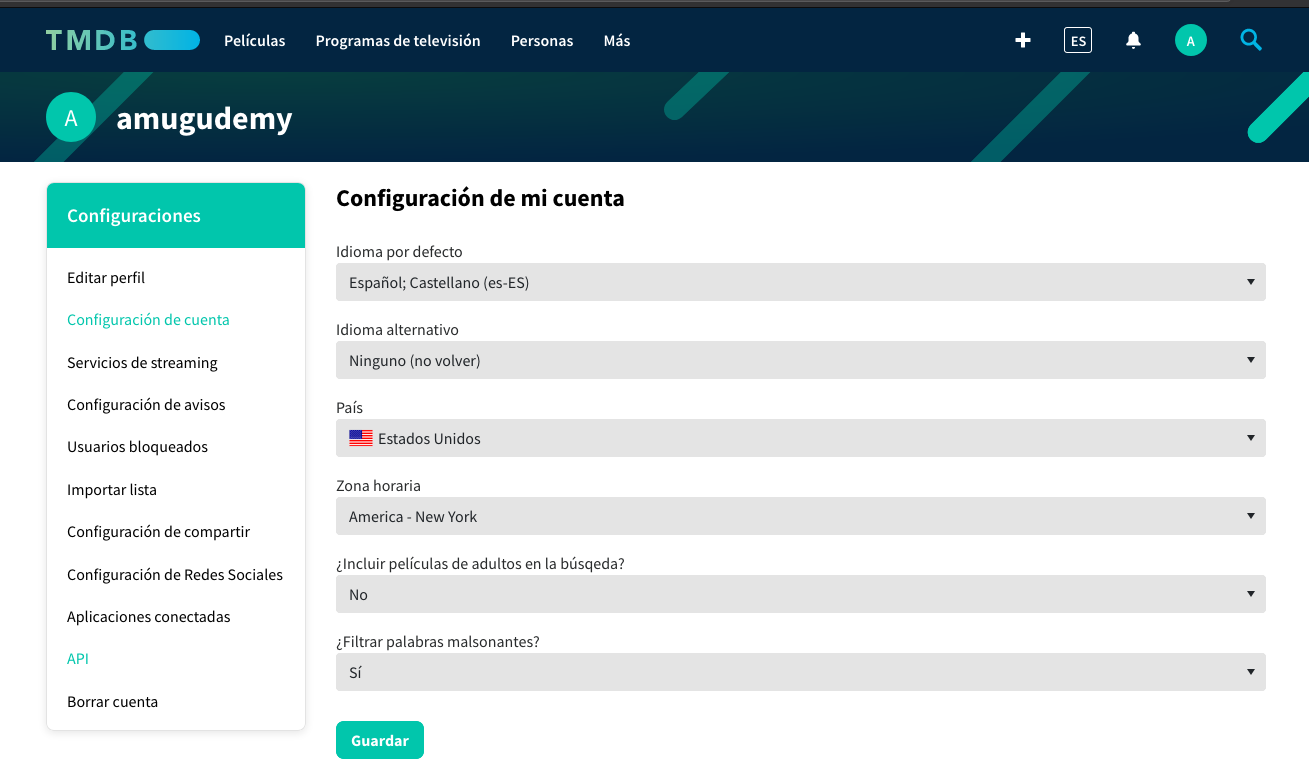 TMDB
Películas Programas de televisión Personas Más
ES
A
A
amugudemy
Configuraciones
Editar perfil
Configuración de cuenta
Servicios de streaming
Configuración de avisos
Usuarios bloqueados
Importar lista
Configuración de compartir
Configuración de Redes Sociales
Aplicaciones conectadas
API
Borrar cuenta
Configuración de mi cuenta
Idioma por defecto
Español; Castellano (es-ES)
Idioma alternativo
Ninguno (no volver)
País
Estados Unidos
Zona horaria
America - New York
¿Incluir películas de adultos en la búsqeda?
No
¿Filtrar palabras malsonantes?
Sí
Guardar